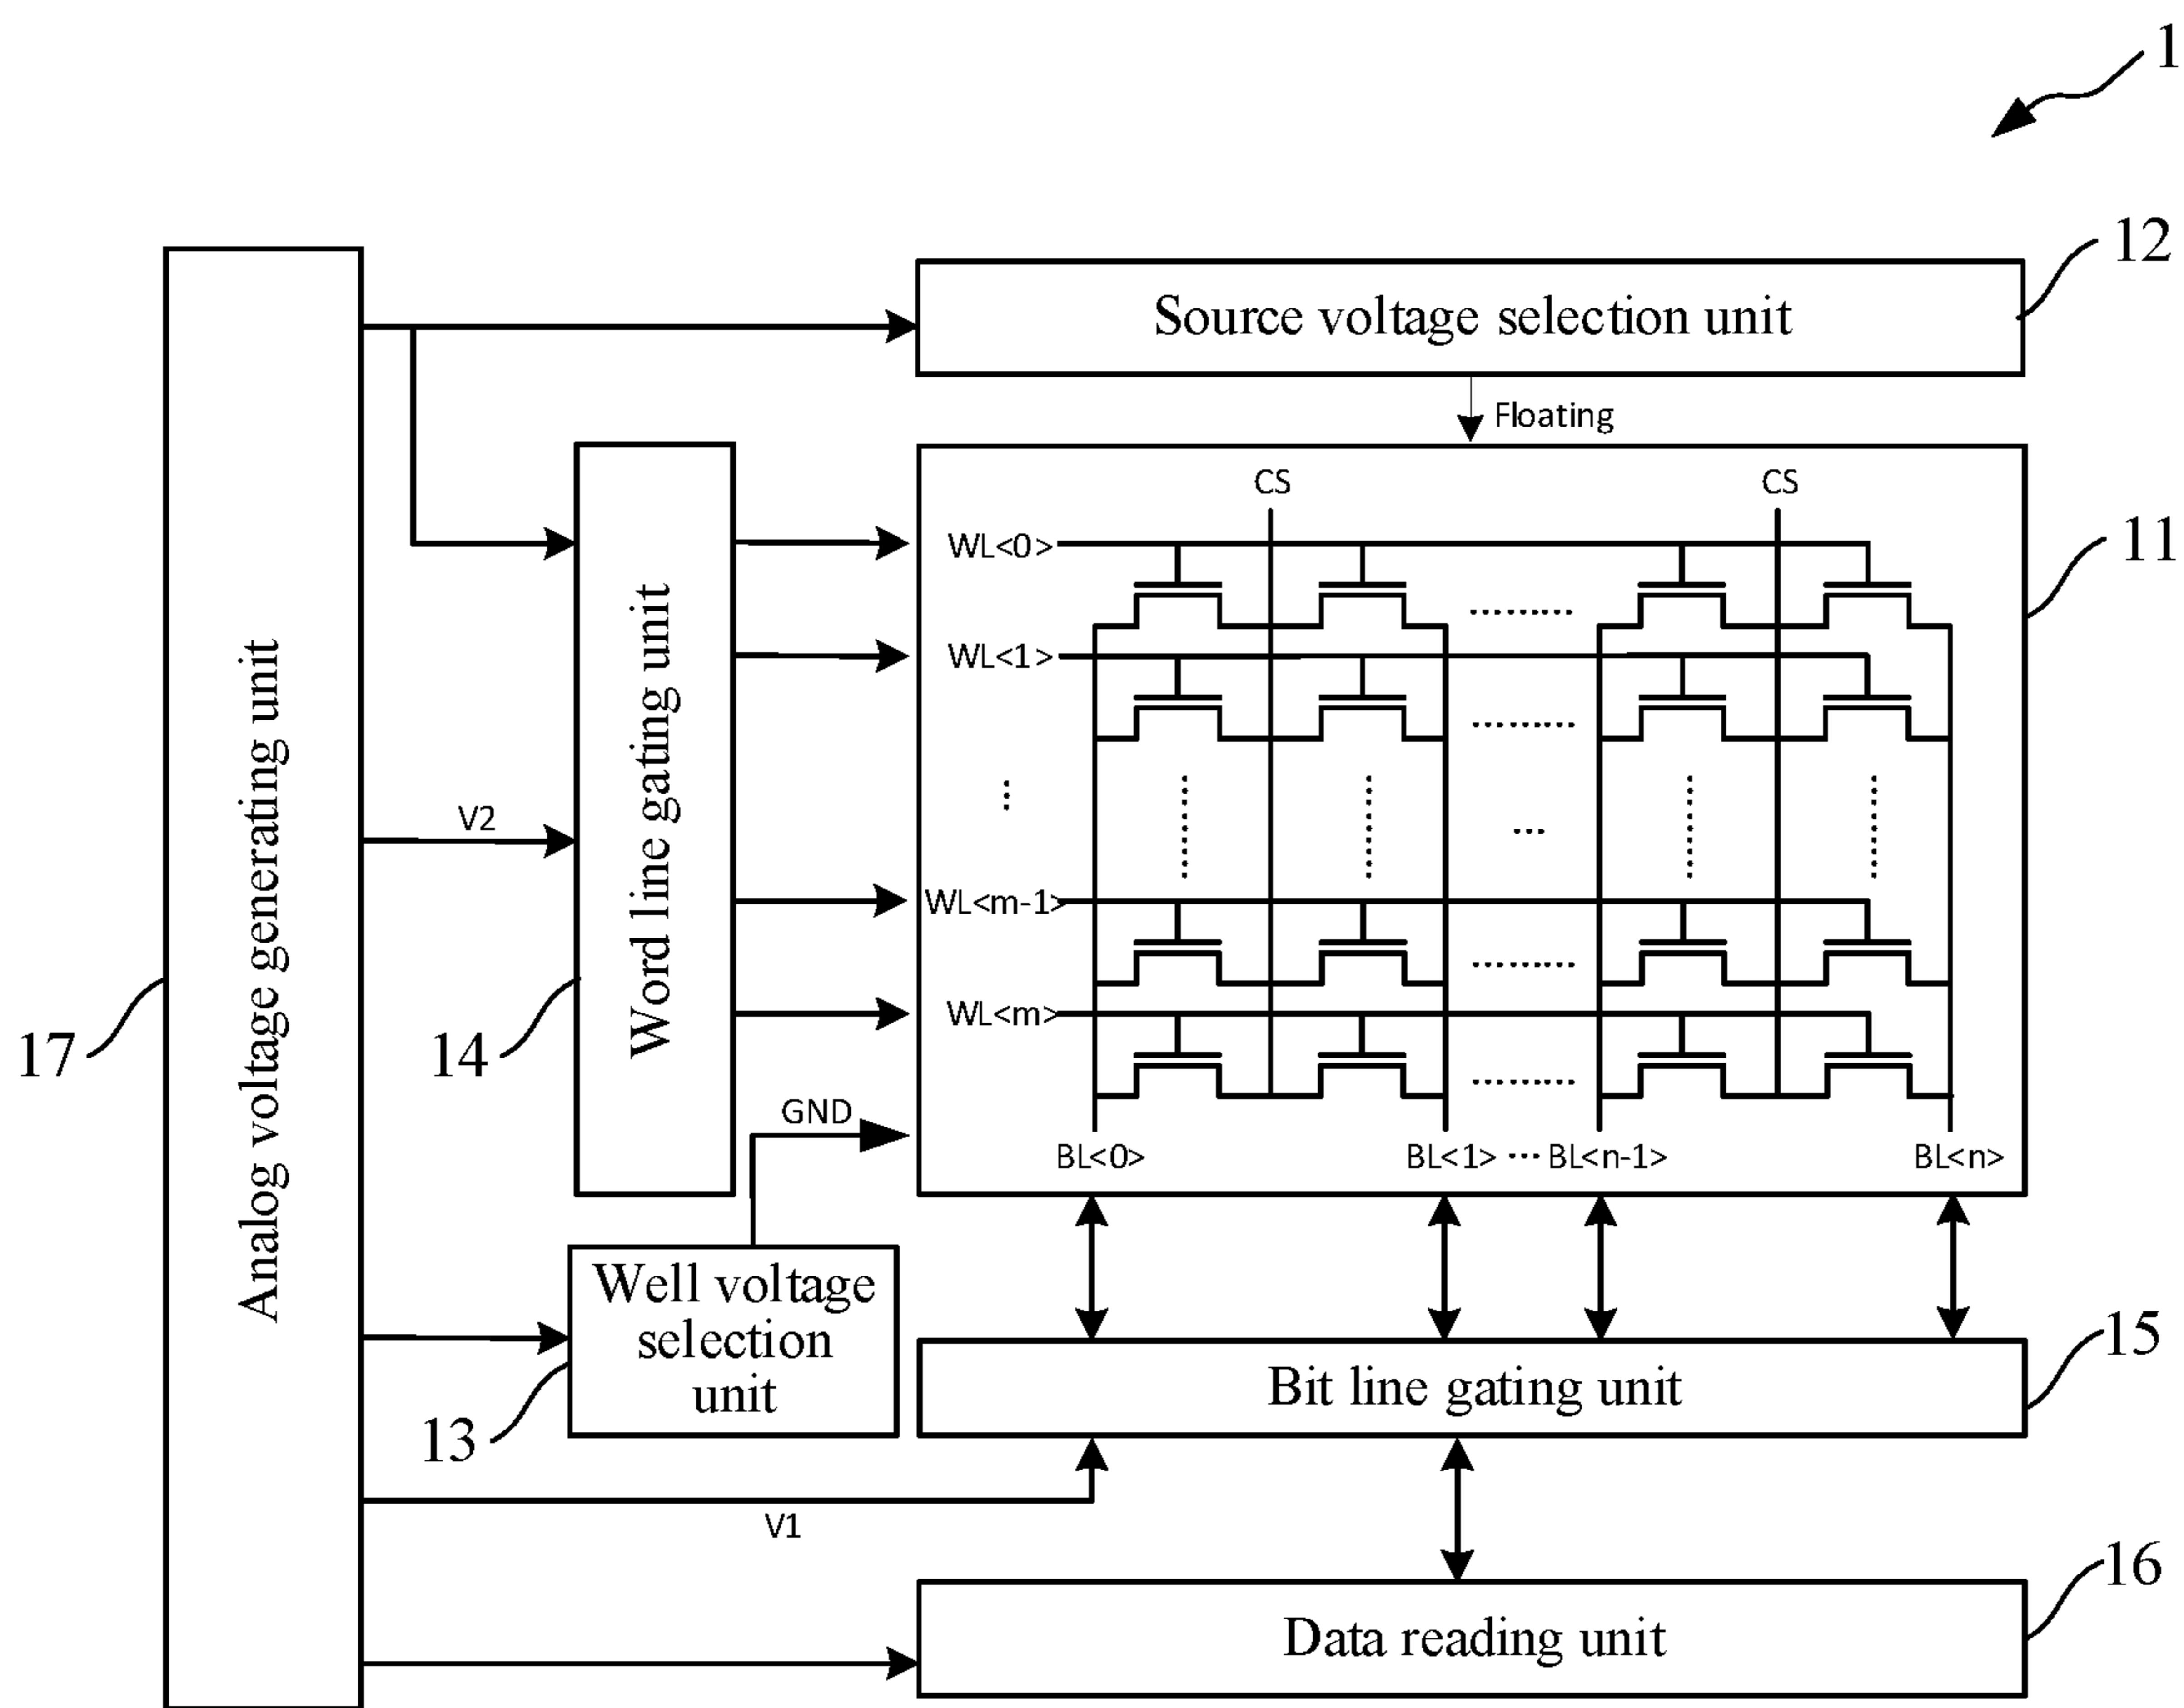 1
12
Source voltage selection unit
Floating
CS CS
11
WL<0>
WL<1>
Word line gating unit
Analog voltage generating unit
V2
⋮
...
WL<m-1>
WL<m>
17
14
GND
BL<0> BL<1> ··· BL<n-1> BL<n>
Well voltage
selection
unit
13
15
Bit line gating unit
V1
16
Data reading unit